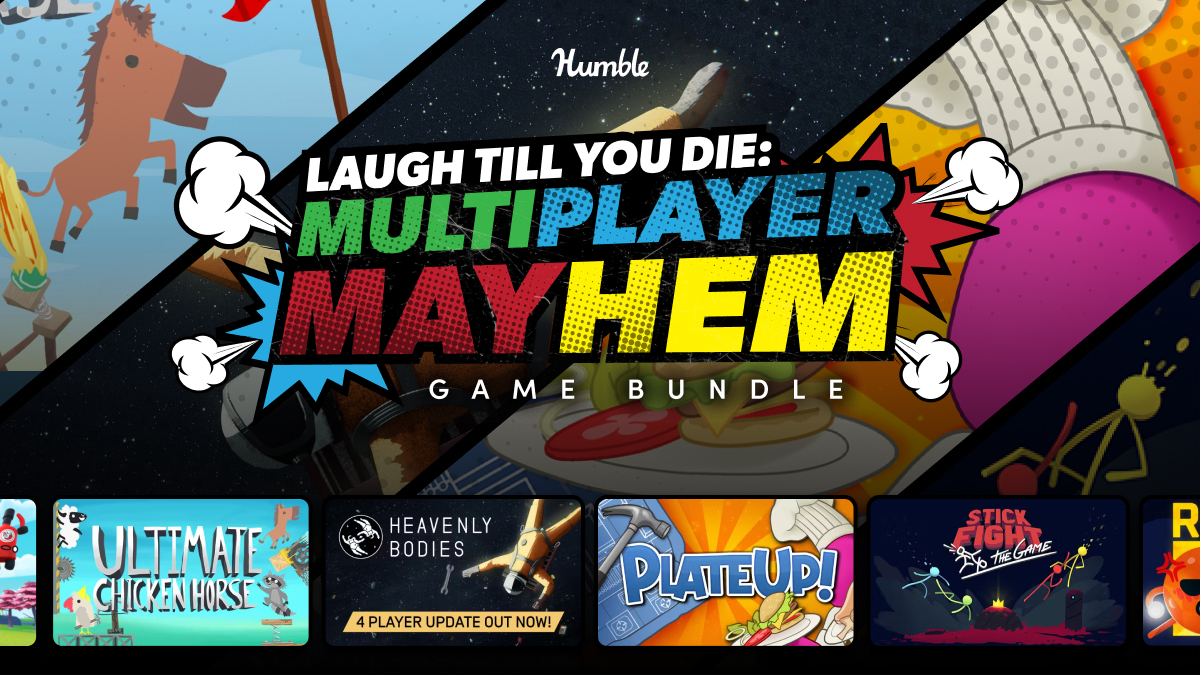 Humble
LAUGH TILL YOU DIE:
MULTIPLAYER
MAYHEM
GAME BUNDLE
ULTIMATE
CHICKEN HORSE
HEAVENLY
BODIES
4 PLAYER UPDATE OUT NOW!
PLATEUP!
STICK
FIGHT
THE GAME
R